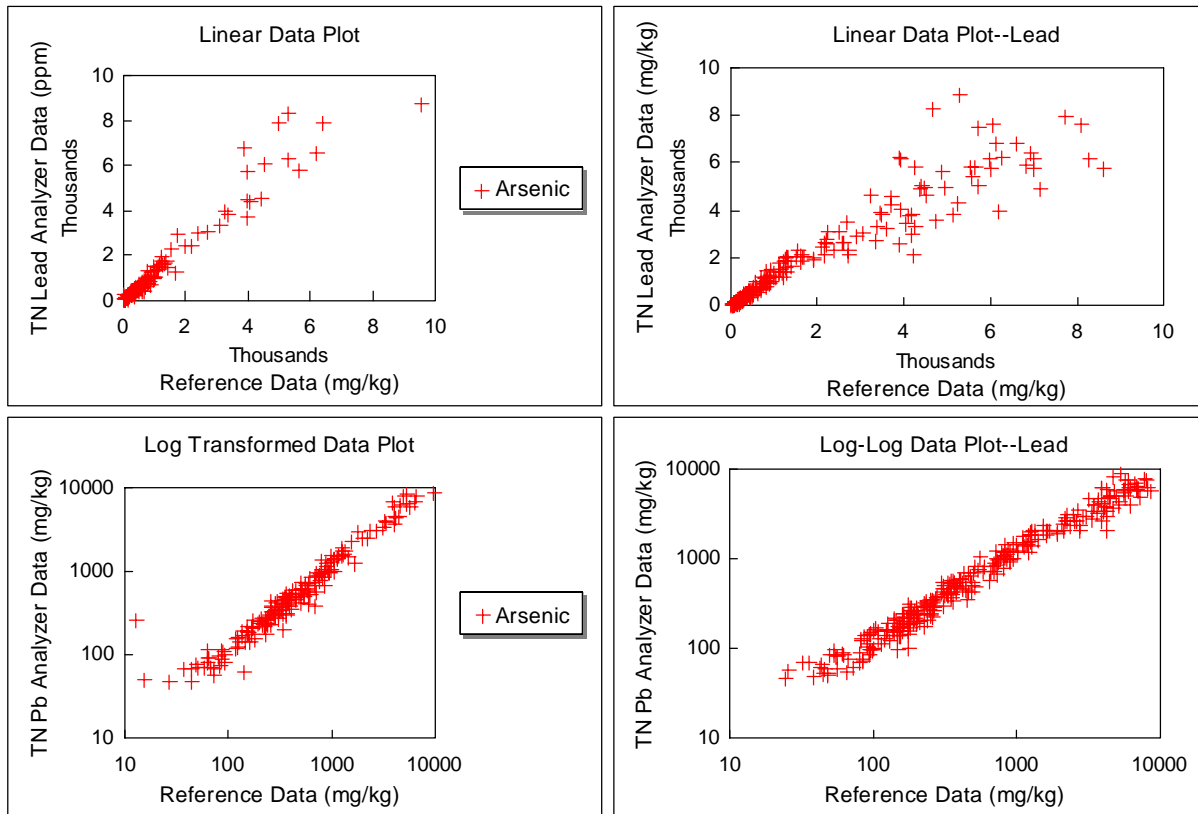 Linear Data Plot
TN Lead Analyzer Data (ppm)
Thousands
10
8
6
4
2
0
0 2 4 6 8 10
Thousands
Reference Data (mg/kg)
Arsenic
Linear Data Plot--Lead
TN Lead Analyzer Data (mg/kg)
Thousands
10
8
6
4
2
0
0 2 4 6 8 10
Thousands
Reference Data (mg/kg)
Log Transformed Data Plot
TN Pb Analyzer Data (mg/kg)
10000
1000
100
10
10 100 1000 10000
Reference Data (mg/kg)
Arsenic
Log-Log Data Plot--Lead
TN Pb Analyzer Data (mg/kg)
10000
1000
100
10
10 100 1000 10000
Reference Data (mg/kg)